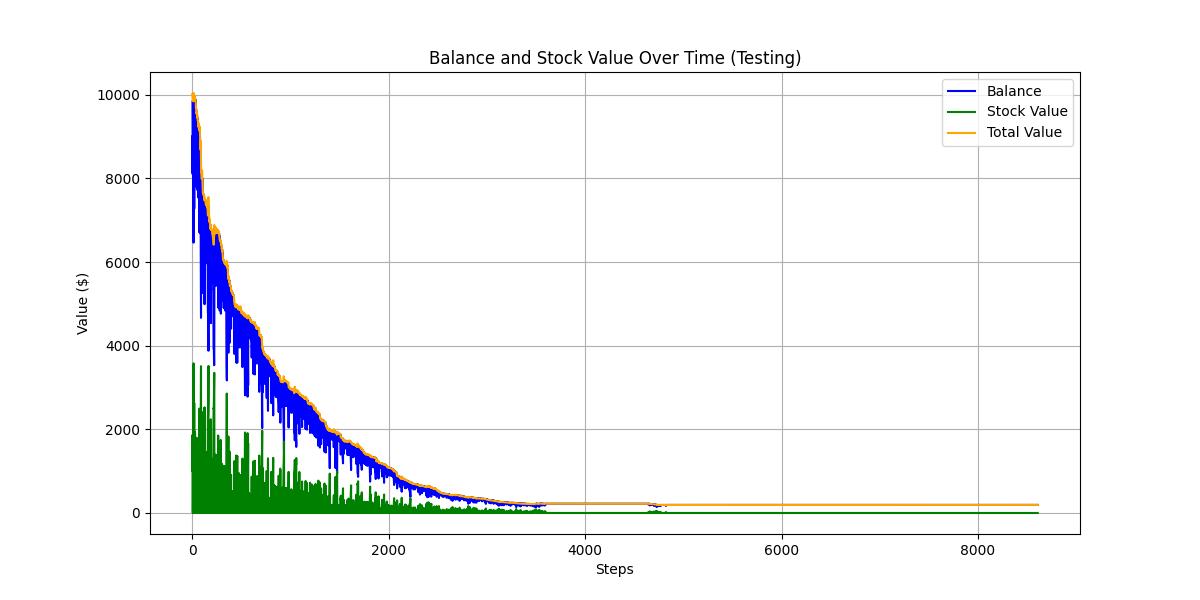 Balance and Stock Value Over Time (Testing)
Balance
Stock Value
Total Value
10000
8000
6000
4000
2000
0
Value ($)
0 2000 4000 6000 8000
Steps